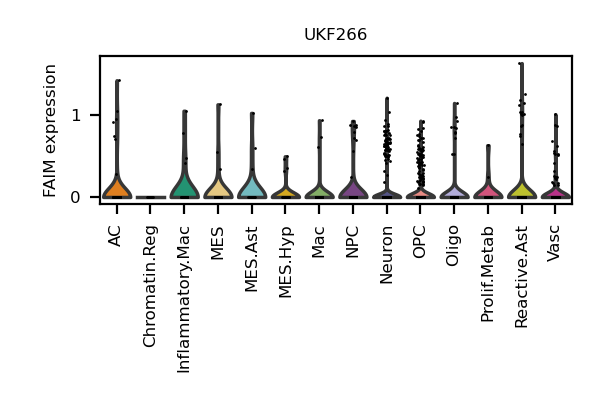 UKF266
FAIM expression
1
0
AC
Chromatin.Reg
Inflammatory.Mac
MES
MES.Ast
MES.Hyp
Mac
NPC
Neuron
OPC
Oligo
Prolif.Metab
Reactive.Ast
Vasc